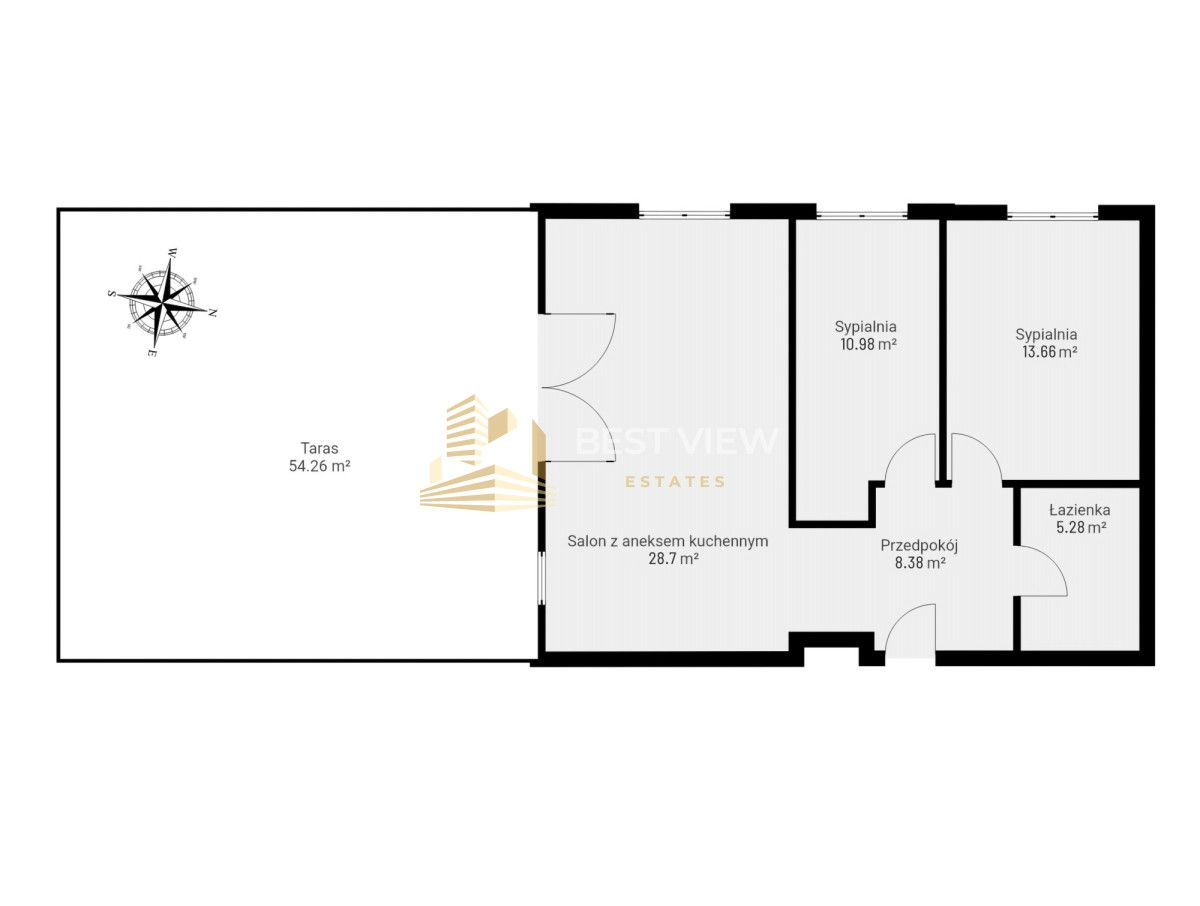 W
S
N
E
Taras
54.26 m²
BEST VIEW
ESTATES
Salon z aneksem kuchennym
28.7 m²
Sypialnia
10.98 m²
Sypialnia
13.66 m²
Przedpokój
8.38 m²
Łazienka
5.28 m²